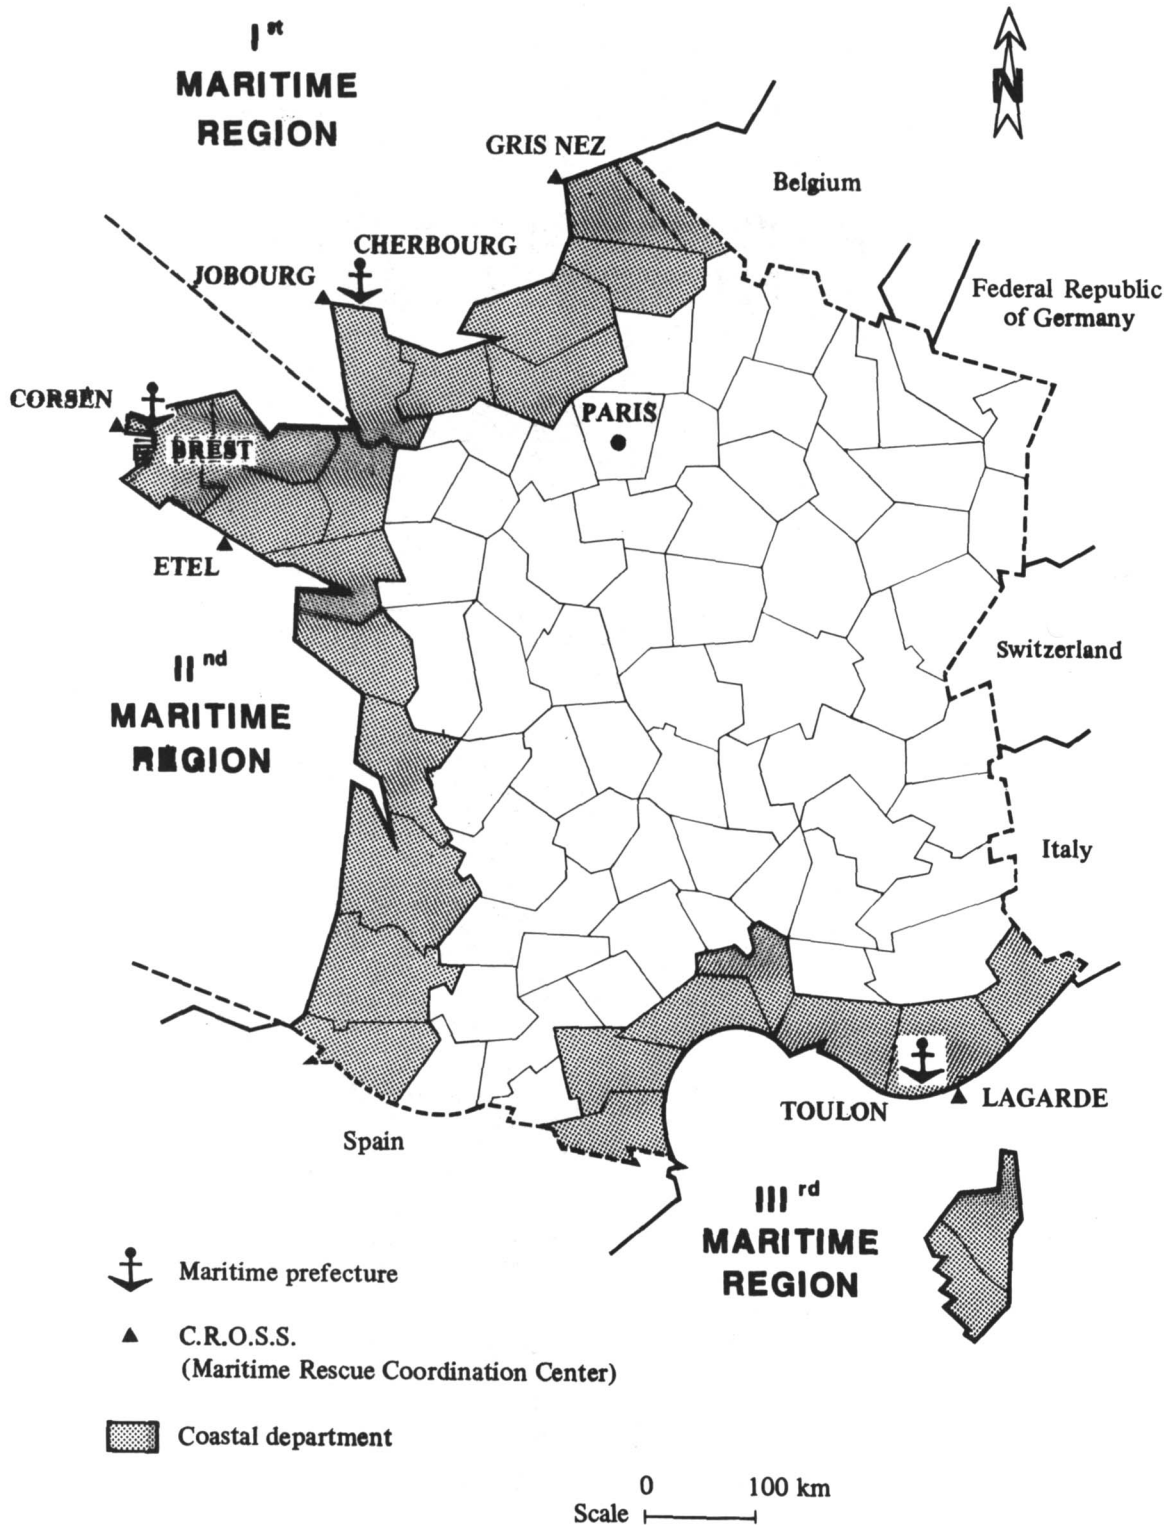 Ist
MARITIME
REGION
N
GRIS NEZ
Belgium
CHERBOURG
JOBOURG
Federal Republic
of Germany
CORSEN
PARIS
BREST
ETEL
Switzerland
IInd
MARITIME
REGION
Italy
TOULON
LAGARDE
Spain
IIIrd
MARITIME
REGION
Maritime prefecture
C.R.O.S.S.
(Maritime Rescue Coordination Center)
Coastal department
0 100 km
Scale